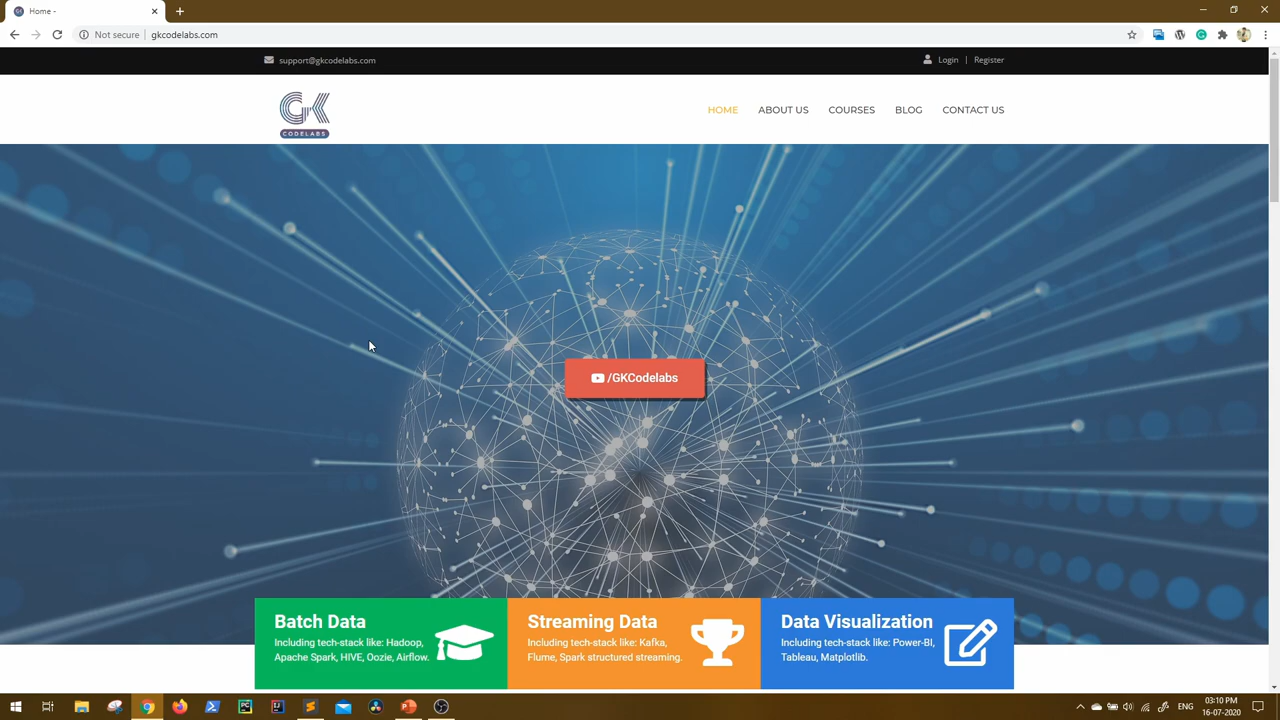 Home -
Not secure
gkcodelabs.com
support@gkcodelabs.com
Login | Register
GK
CODELABS
HOME
ABOUT US
COURSES
BLOG
CONTACT US
/GKCodelabs
Batch Data
Including tech-stack like: Hadoop,
Apache Spark, HIVE, Oozie, Airflow.
Streaming Data
Including tech-stack like: Kafka,
Flume, Spark structured streaming.
Data Visualization
Including tech-stack like: Power-BI,
Tableau, Matplotlib.
ENG
03:10 PM
16-07-2020